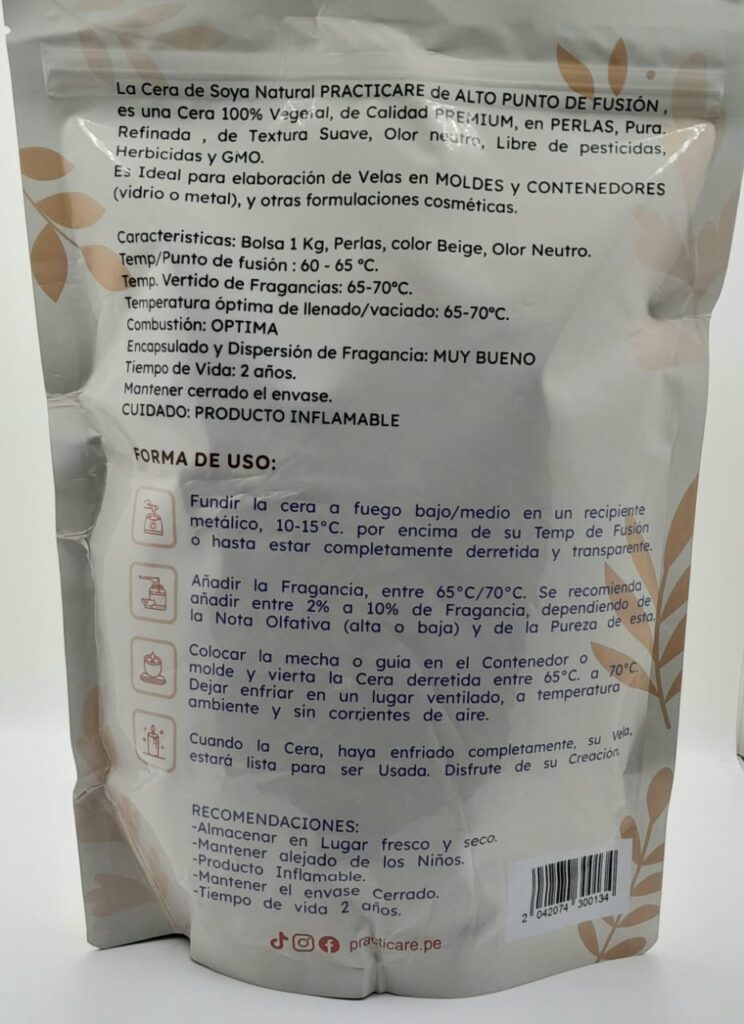 La Cera de Soya Natural PRACTICARE de ALTO PUNTO DE FUSIÓN ,
es una Cera 100% Vegetal, de Calidad PREMIUM, en PERLAS, Pura.
Refinada , de Textura Suave, Olor neutro, Libre de pesticidas,
Herbicidas y GMO.
Es Ideal para elaboración de Velas en MOLDES y CONTENEDORES
(vidrio o metal), y otras formulaciones cosméticas.
Caracteristicas: Bolsa 1 Kg, Perlas, color Beige, Olor Neutro.
Temp/Punto de fusión : 60 - 65 °C.
Temp. Vertido de Fragancias: 65-70°C.
Temperatura óptima de llenado/vaciado: 65-70°C.
Combustión: OPTIMA
Encapsulado y Dispersión de Fragancia: MUY BUENO
Tiempo de Vida: 2 años.
Mantener cerrado el envase.
CUIDADO: PRODUCTO INFLAMABLE
FORMA DE USO:
Fundir la cera a fuego bajo/medio en un recipiente
metálico, 10-15°C. por encima de su Temp de Fusión
o hasta estar completamente derretida y transparente.
Añadir la Fragancia, entre 65°C/70°C. Se recomienda
añadir entre 2% a 10% de Fragancia, dependiendo de
la Nota Olfativa (alta o baja) y de la Pureza de esta.
Colocar la mecha o guía en el Contenedor o
molde y vierta la Cera derretida entre 65°C. a 70°C.
Dejar enfriar en un lugar ventilado, a temperatura
ambiente y sin corrientes de aire.
Cuando la Cera, haya enfriado completamente, su Vela,
estará lista para ser Usada. Disfrute de su Creación.
RECOMENDACIONES:
-Almacenar en Lugar fresco y seco.
-Mantener alejado de los Niños.
-Producto Inflamable.
-Mantener el envase Cerrado.
-Tiempo de vida 2 años.
2 042074 300134
practicare.pe